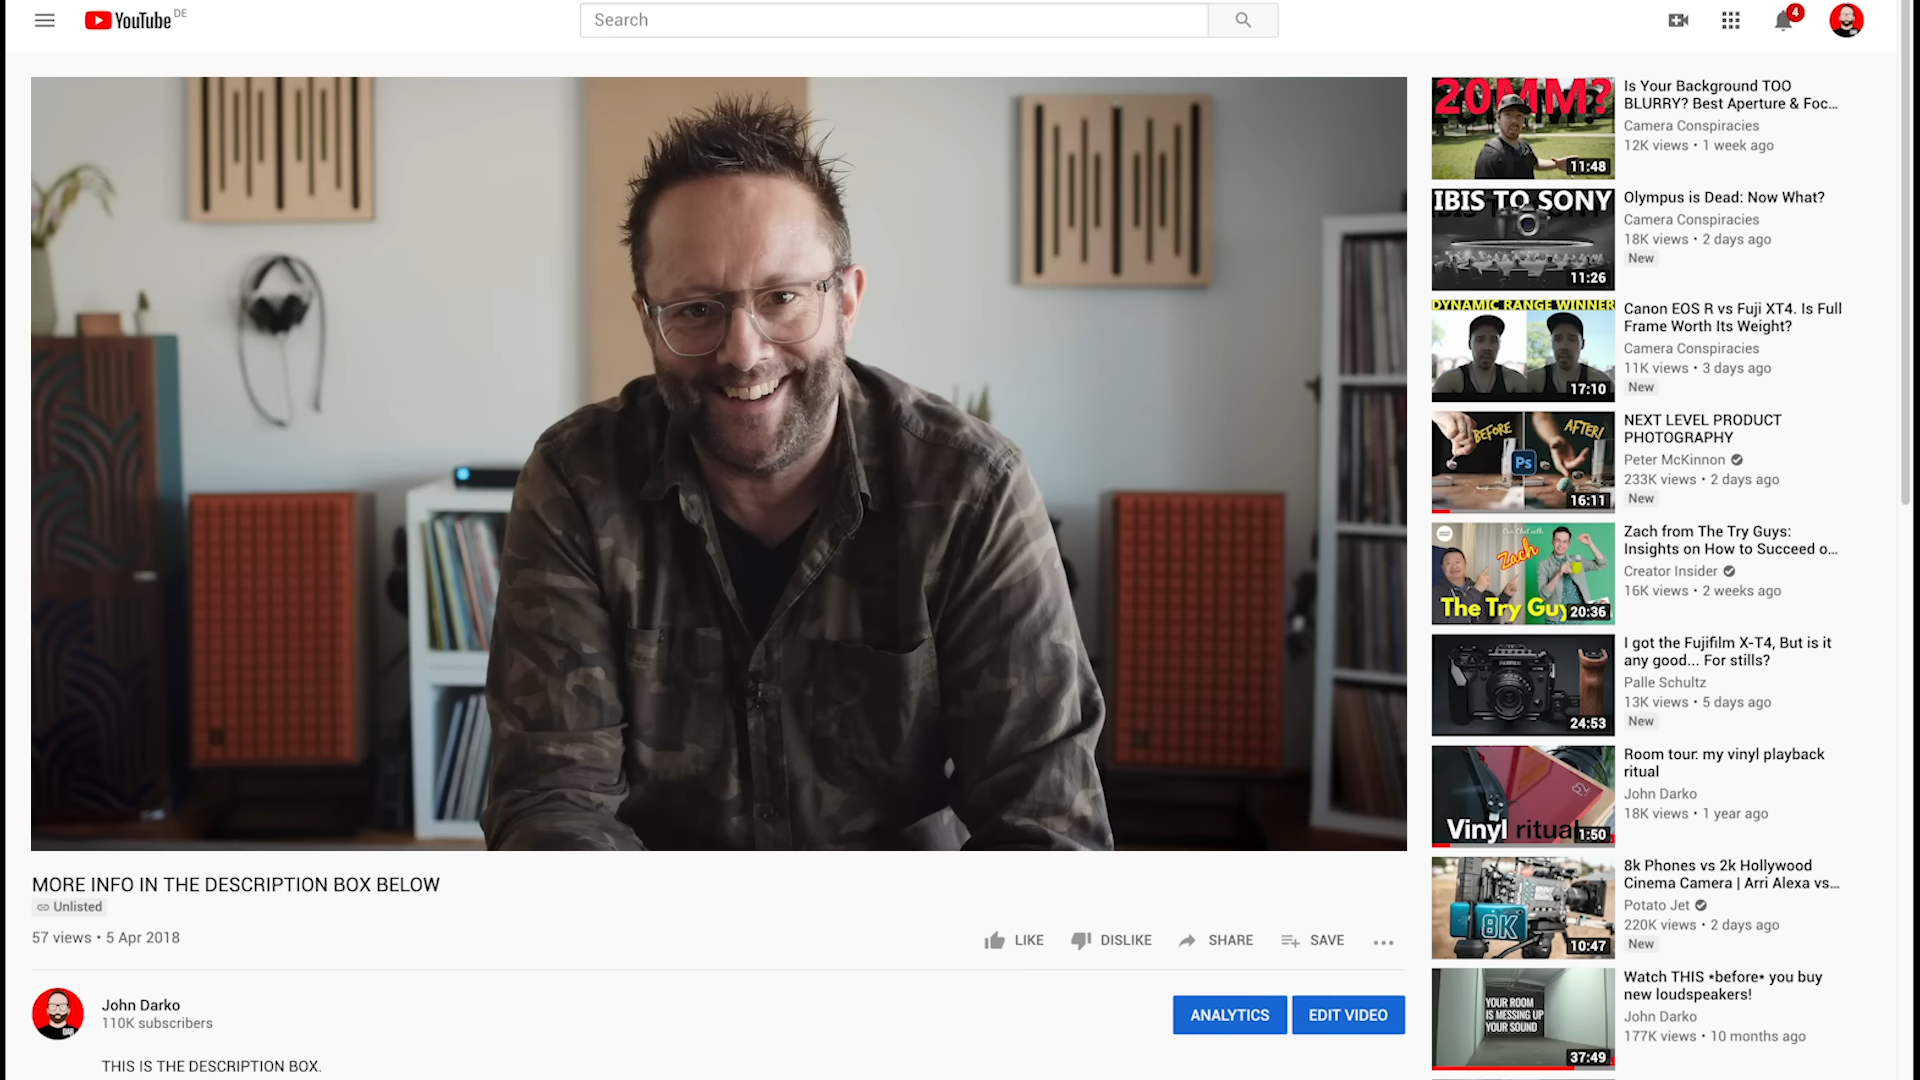 YouTube DE
Search
4
MORE INFO IN THE DESCRIPTION BOX BELOW
Unlisted
57 views • 5 Apr 2018
LIKE
DISLIKE
SHARE
SAVE
John Darko
110K subscribers
ANALYTICS
EDIT VIDEO
THIS IS THE DESCRIPTION BOX.
20MM?
11:48
Is Your Background TOO
BLURRY? Best Aperture & Foc...
Camera Conspiracies
12K views • 1 week ago
IBIS TO SONY
11:26
Olympus is Dead: Now What?
Camera Conspiracies
18K views • 2 days ago
New
DYNAMIC RANGE WINNER
17:10
Canon EOS R vs Fuji XT4. Is Full
Frame Worth Its Weight?
Camera Conspiracies
11K views • 3 days ago
New
BEFORE
AFTER!
Ps
16:11
NEXT LEVEL PRODUCT
PHOTOGRAPHY
Peter McKinnon
233K views • 2 days ago
New
Zach
The Try Guy
20:36
Zach from The Try Guys:
Insights on How to Succeed o...
Creator Insider
16K views • 2 weeks ago
24:53
I got the Fujifilm X-T4, But is it
any good... For stills?
Palle Schultz
13K views • 5 days ago
New
Vinyl ritual
1:50
Room tour: my vinyl playback
ritual
John Darko
18K views • 1 year ago
8K
10:47
8k Phones vs 2k Hollywood
Cinema Camera | Arri Alexa vs...
Potato Jet
220K views • 2 days ago
New
YOUR ROOM
IS MESSING UP
YOUR SOUND
37:49
Watch THIS *before* you buy
new loudspeakers!
John Darko
177K views • 10 months ago